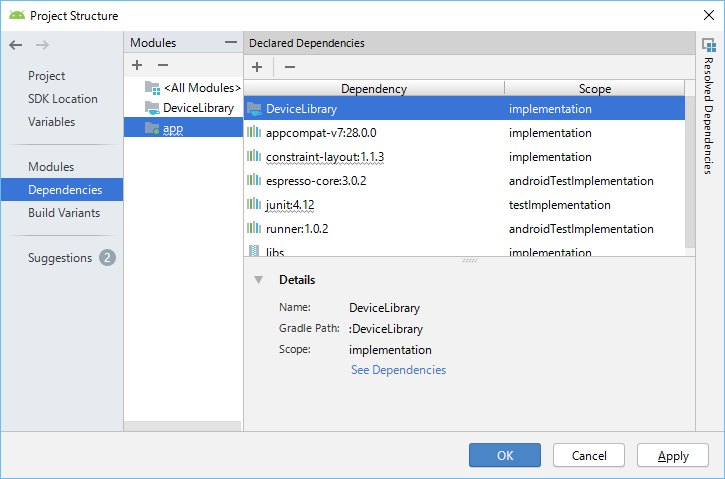 Project Structure
Modules
Declared Dependencies
Resolved Dependencies
Project
SDK Location
Variables
Modules
Dependencies
Build Variants
Suggestions 2
<All Modules>
DeviceLibrary
app
Dependency Scope
DeviceLibrary implementation
appcompat-v7:28.0.0 implementation
constraint-layout:1.1.3 implementation
espresso-core:3.0.2 androidTestImplementation
junit:4.12 testImplementation
runner:1.0.2 androidTestImplementation
libs implementation
Details
Name: DeviceLibrary
Gradle Path: :DeviceLibrary
Scope: implementation
See Dependencies
OK Cancel Apply